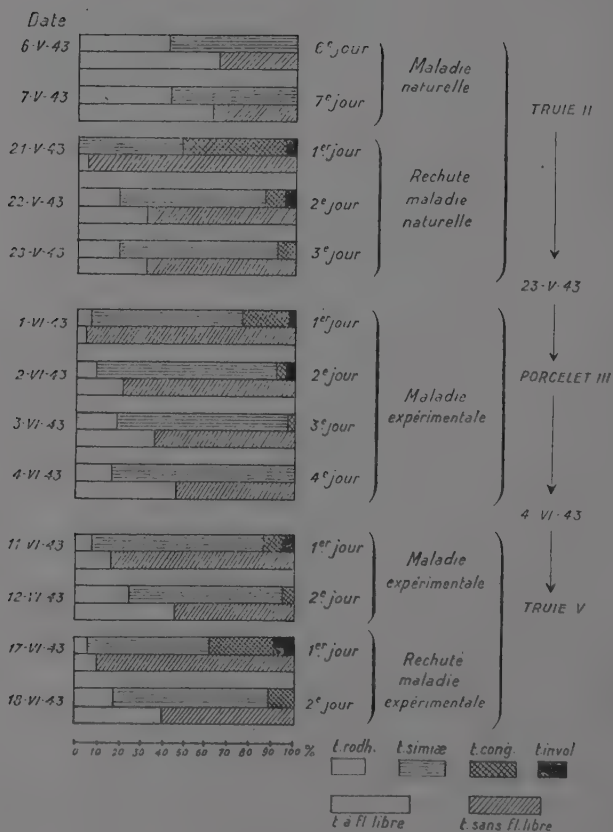 Date
6-V-43
6e jour
7-V-43
7e jour
Maladie
naturelle
21-V-43
1er jour
22-V-43
2e jour
23-V-43
3e jour
Rechute
maladie
naturelle
TRUIE II
23-V-43
1-VI-43
1er jour
2-VI-43
2e jour
3-VI-43
3e jour
4-VI-43
4e jour
Maladie
expérimentale
PORCELET III
4 VI-43
11-VI-43
1er jour
12-VI-43
2e jour
Maladie
expérimentale
TRUIE V
17-VI-43
1er jour
18-VI-43
2e jour
Rechute
maladie
expérimentale
0 10 20 30 40 50 60 70 80 90 100 %
t.rodh. t.simiæ t.cong. t.invol
t à fl libre t. sans fl. libre